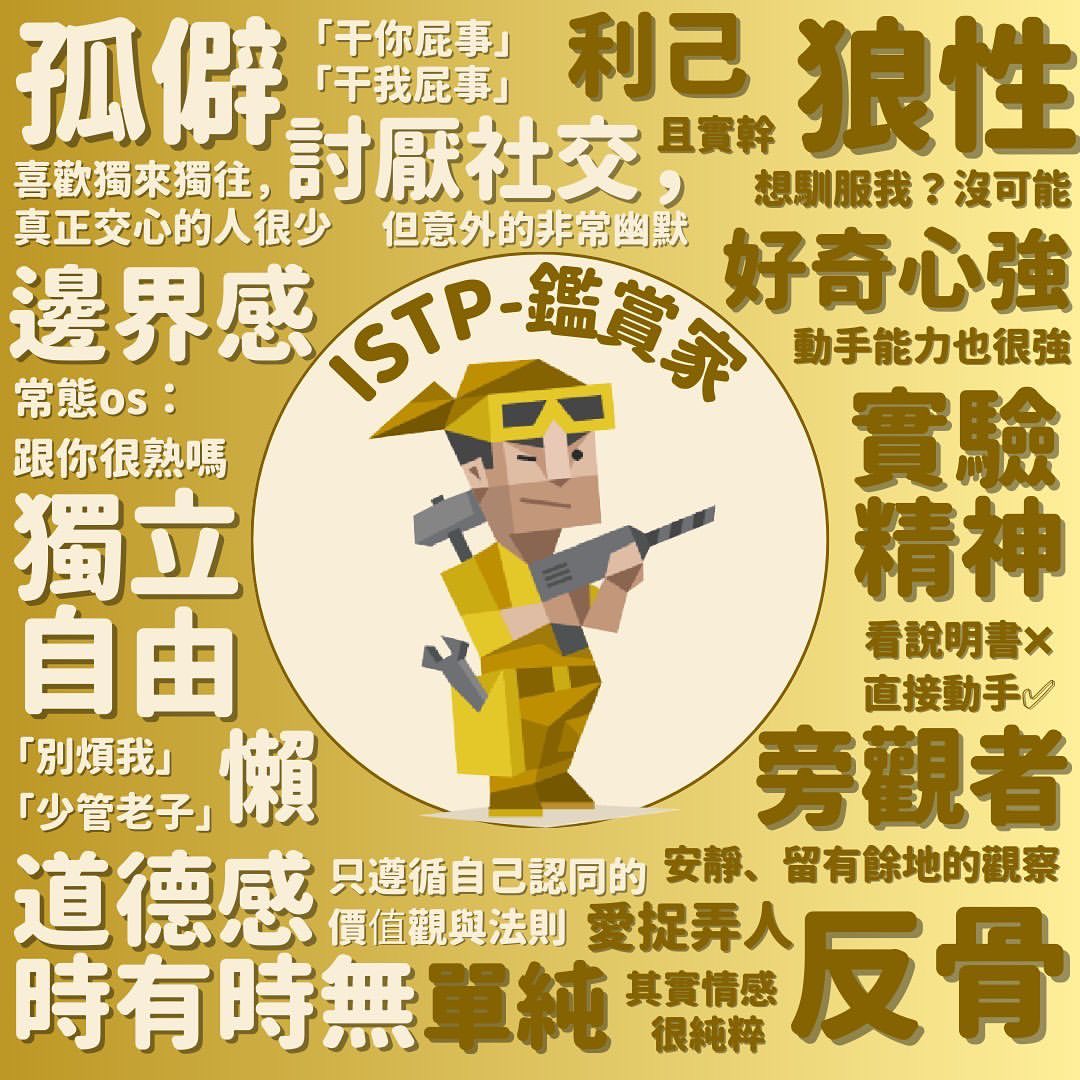 孤僻
「干你屁事」
「干我屁事」
利己
且實幹
狼性
想馴服我？沒可能
喜歡獨來獨往，
真正交心的人很少
討厭社交，
但意外的非常幽默
好奇心強
動手能力也很強
邊界感
常態os：
跟你很熟嗎
ISTP-鑑賞家
實驗
精神
看說明書❌
直接動手✅
獨立
自由
「別煩我」
「少管老子」
懶
旁觀者
安靜、留有餘地的觀察
道德感
時有時無
只遵循自己認同的
價值觀與法則
愛捉弄人
單純
其實情感
很純粹
反骨